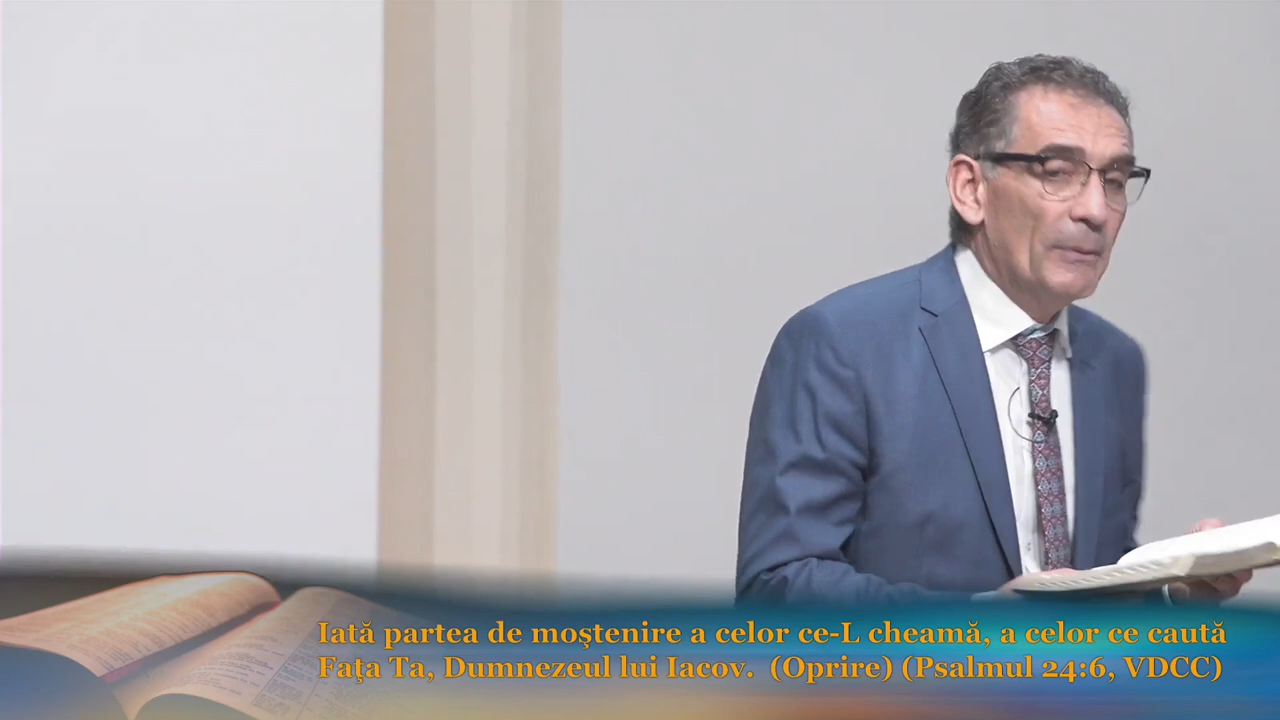 Iată partea de moştenire a celor ce-L cheamă, a celor ce caută
Faţa Ta, Dumnezeul lui Iacov.  (Oprire) (Psalmul 24:6, VDCC)